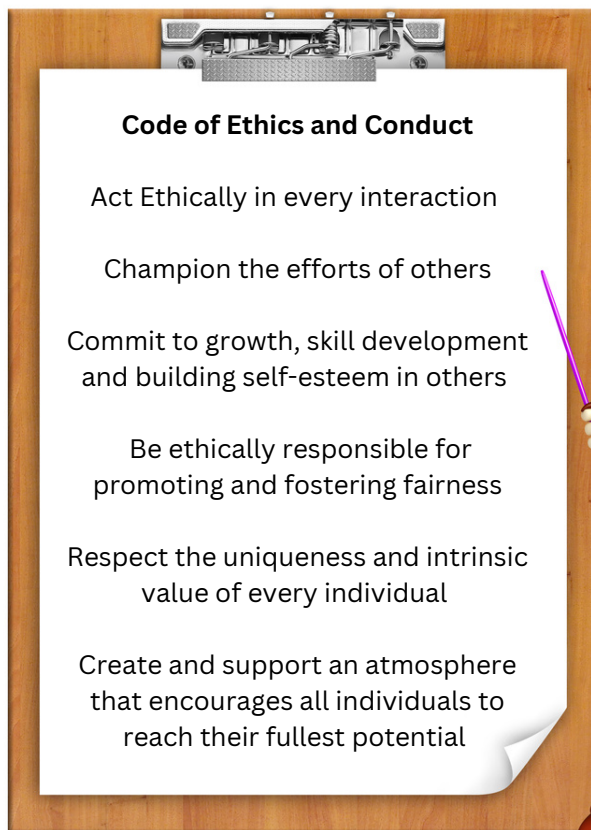 Code of Ethics and Conduct
Act Ethically in every interaction
Champion the efforts of others
Commit to growth, skill development
and building self-esteem in others
Be ethically responsible for
promoting and fostering fairness
Respect the uniqueness and intrinsic
value of every individual
Create and support an atmosphere
that encourages all individuals to
reach their fullest potential